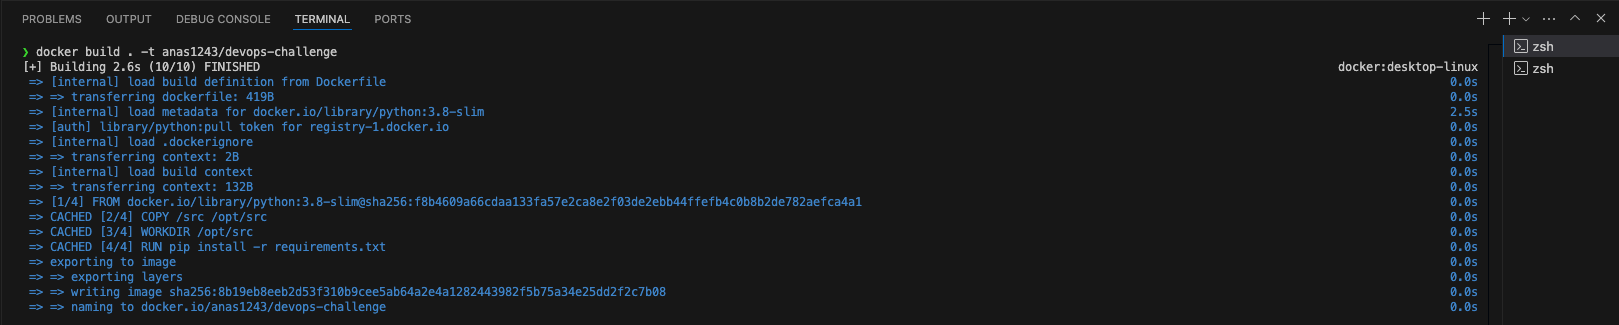 PROBLEMS OUTPUT DEBUG CONSOLE TERMINAL PORTS
❯ docker build . -t anas1243/devops-challenge
[+] Building 2.6s (10/10) FINISHED docker:desktop-linux
=> [internal] load build definition from Dockerfile 0.0s
=> => transferring dockerfile: 419B 0.0s
=> [internal] load metadata for docker.io/library/python:3.8-slim 2.5s
=> [auth] library/python:pull token for registry-1.docker.io 0.0s
=> [internal] load .dockerignore 0.0s
=> => transferring context: 2B 0.0s
=> [internal] load build context 0.0s
=> => transferring context: 132B 0.0s
=> [1/4] FROM docker.io/library/python:3.8-slim@sha256:f8b4609a66cdaa133fa57e2ca8e2f03de2ebb44ffefb4c0b8b2de782aefca4a1 0.0s
=> CACHED [2/4] COPY /src /opt/src 0.0s
=> CACHED [3/4] WORKDIR /opt/src 0.0s
=> CACHED [4/4] RUN pip install -r requirements.txt 0.0s
=> exporting to image 0.0s
=> => exporting layers 0.0s
=> => writing image sha256:8b19eb8eeb2d53f310b9cee5ab64a2e4a1282443982f5b75a34e25dd2f2c7b08 0.0s
=> => naming to docker.io/anas1243/devops-challenge 0.0s
zsh
zsh